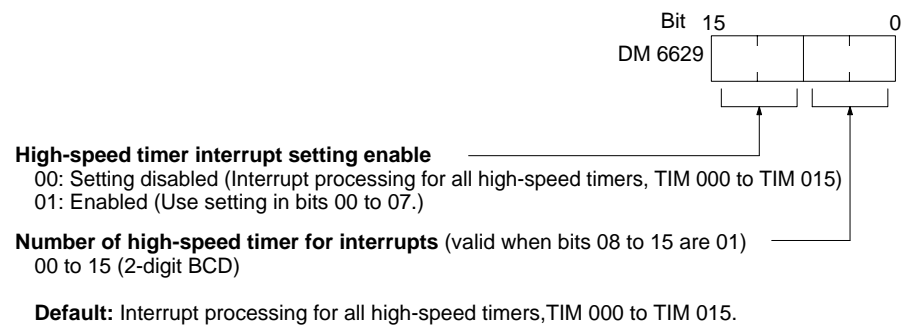 Bit 15 0
DM 6629
High-speed timer interrupt setting enable
00: Setting disabled (Interrupt processing for all high-speed timers, TIM 000 to TIM 015)
01: Enabled (Use setting in bits 00 to 07.)
Number of high-speed timer for interrupts (valid when bits 08 to 15 are 01)
00 to 15 (2-digit BCD)
Default: Interrupt processing for all high-speed timers,TIM 000 to TIM 015.